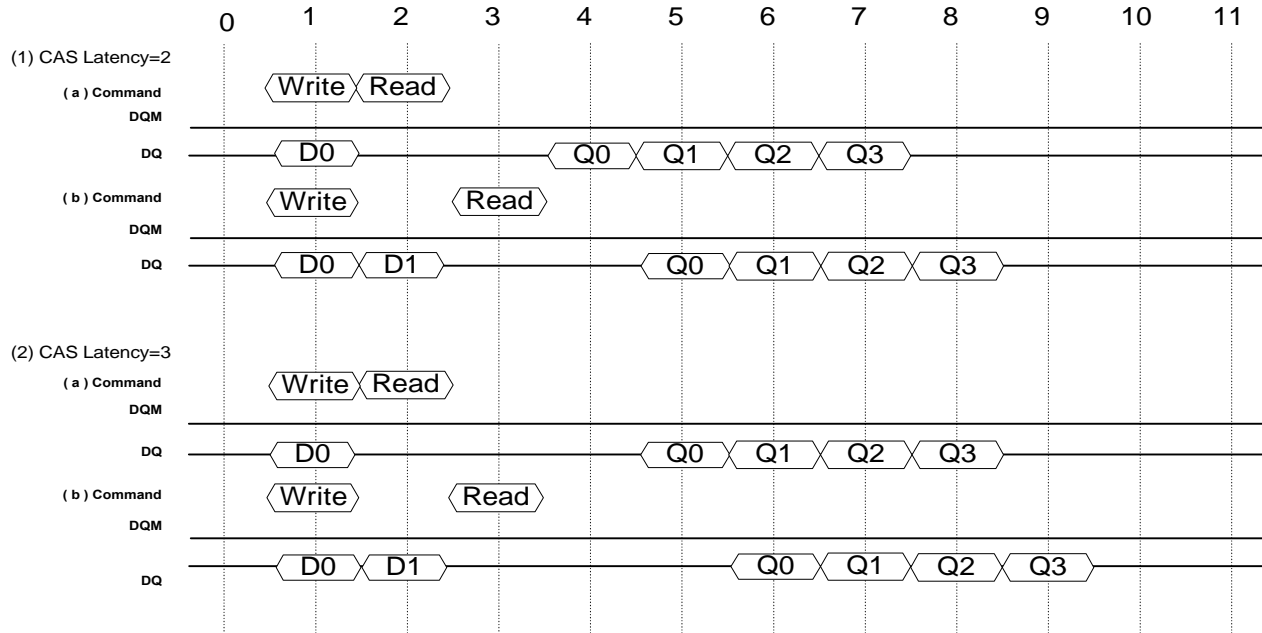 0 1 2 3 4 5 6 7 8 9 10 11
(1) CAS Latency=2
( a ) Command Write Read
DQM
DQ D0 Q0 Q1 Q2 Q3
( b ) Command Write Read
DQM
DQ D0 D1 Q0 Q1 Q2 Q3
(2) CAS Latency=3
( a ) Command Write Read
DQM
DQ D0 Q0 Q1 Q2 Q3
( b ) Command Write Read
DQM
DQ D0 D1 Q0 Q1 Q2 Q3